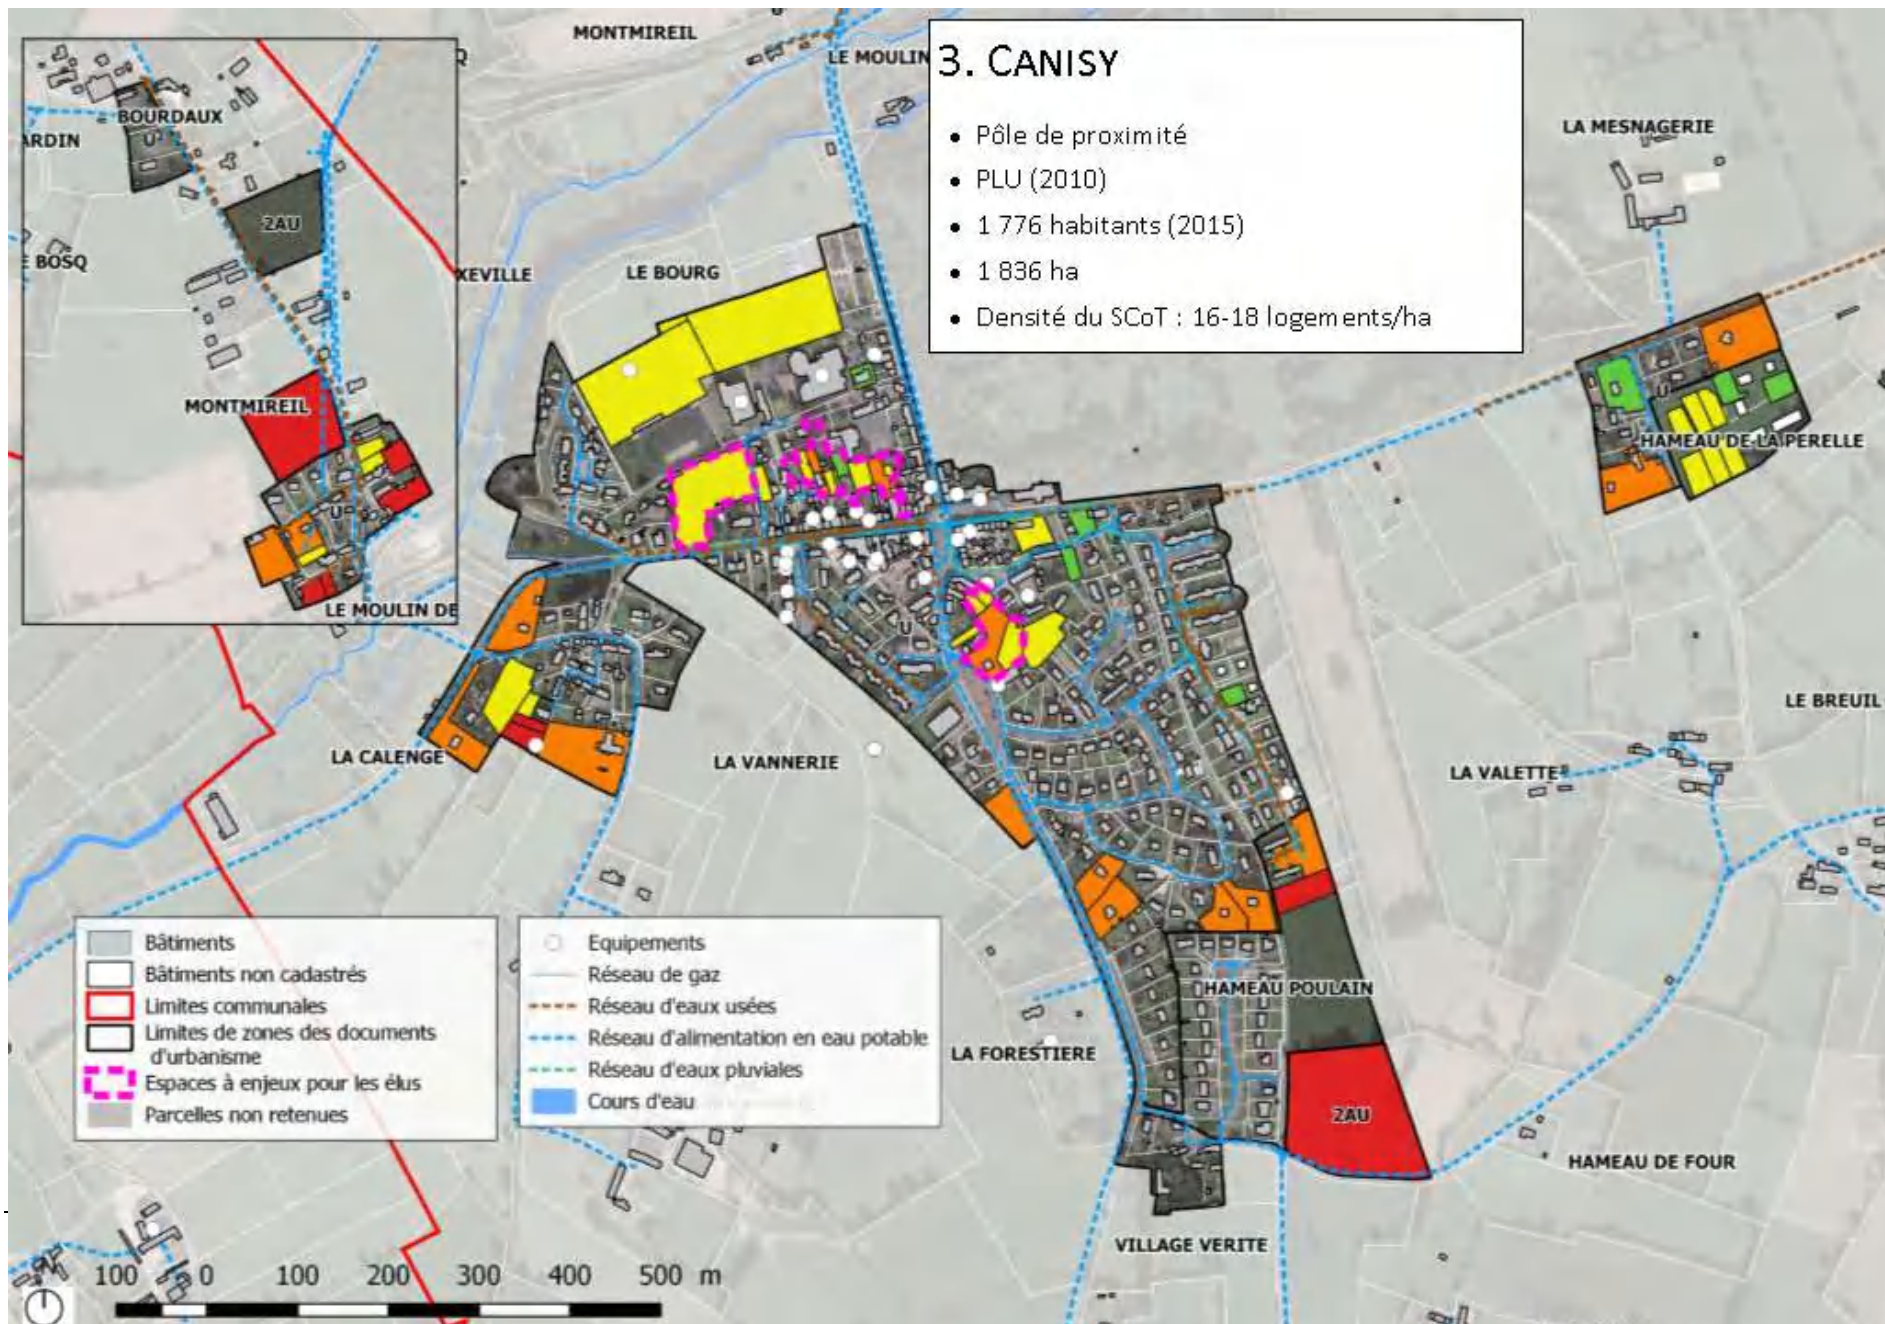 MONTMIREIL
LE MOULIN
3. CANISY
• Pôle de proximité
• PLU (2010)
• 1 776 habitants (2015)
• 1 836 ha
• Densité du SCoT : 16-18 logements/ha
BOURDAUX
U
ARDIN
2AU
BOSQ
MONTMIREIL
U
LE MOULIN DE
XEVILLE
LE BOURG
LA MESNAGERIE
HAMEAU DE LA PERELLE
U
LE BREUIL
LA CALENGE
LA VANNERIE
LA VALETTE
HAMEAU POULAIN
LA FORESTIERE
2AU
HAMEAU DE FOUR
VILLAGE VERITE
Bâtiments
Bâtiments non cadastrés
Limites communales
Limites de zones des documents
d'urbanisme
Espaces à enjeux pour les élus
Parcelles non retenues
Equipements
Réseau de gaz
Réseau d'eaux usées
Réseau d'alimentation en eau potable
Réseau d'eaux pluviales
Cours d'eau
100 0 100 200 300 400 500 m